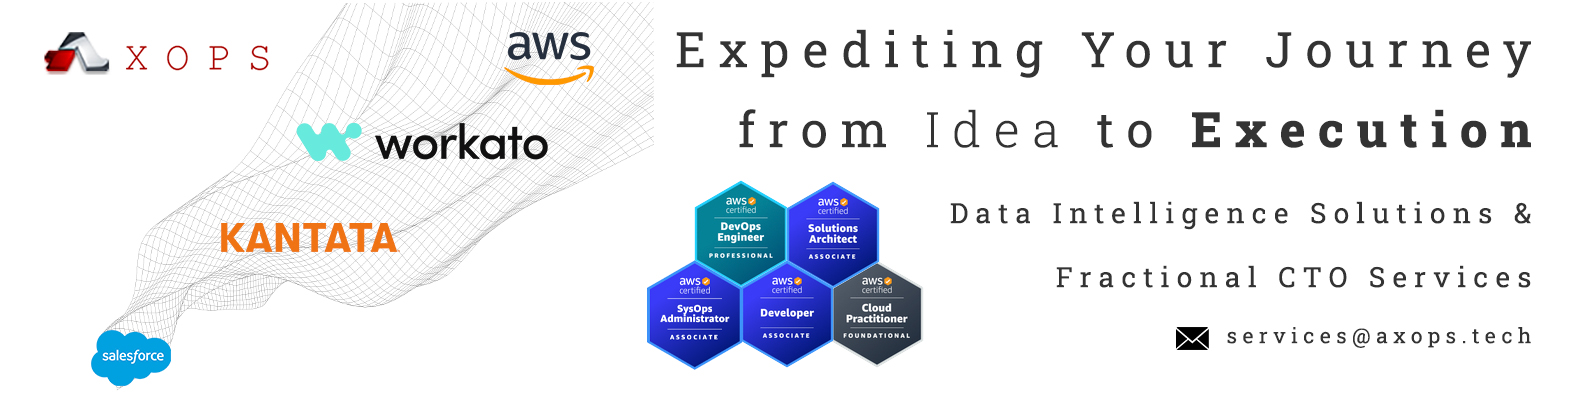 XOPS
aws
workato
KANTATA
salesforce
Expediting Your Journey
from Idea to Execution
aws
certified
DevOps
Engineer
PROFESSIONAL
aws
certified
Solutions
Architect
ASSOCIATE
aws
certified
SysOps
Administrator
ASSOCIATE
aws
certified
Developer
ASSOCIATE
aws
certified
Cloud
Practitioner
FOUNDATIONAL
Data Intelligence Solutions &
Fractional CTO Services
services@axops.tech